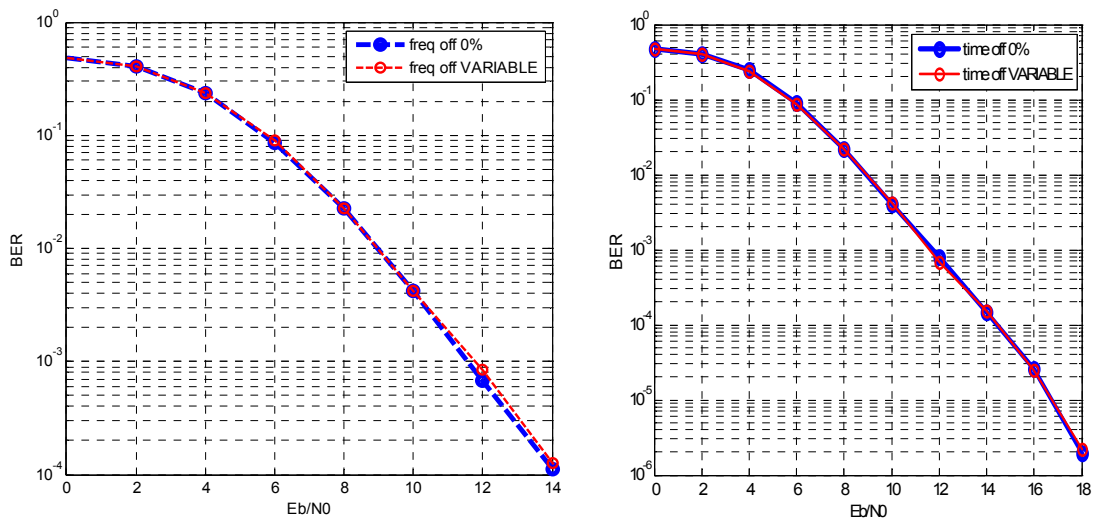 10^0
10^-1
10^-2
10^-3
10^-4
BER
0 2 4 6 8 10 12 14
Eb/N0
freq off 0%
freq off VARIABLE
10^0
10^-1
10^-2
10^-3
10^-4
10^-5
10^-6
BER
0 2 4 6 8 10 12 14 16 18
Eb/N0
time off 0%
time off VARIABLE